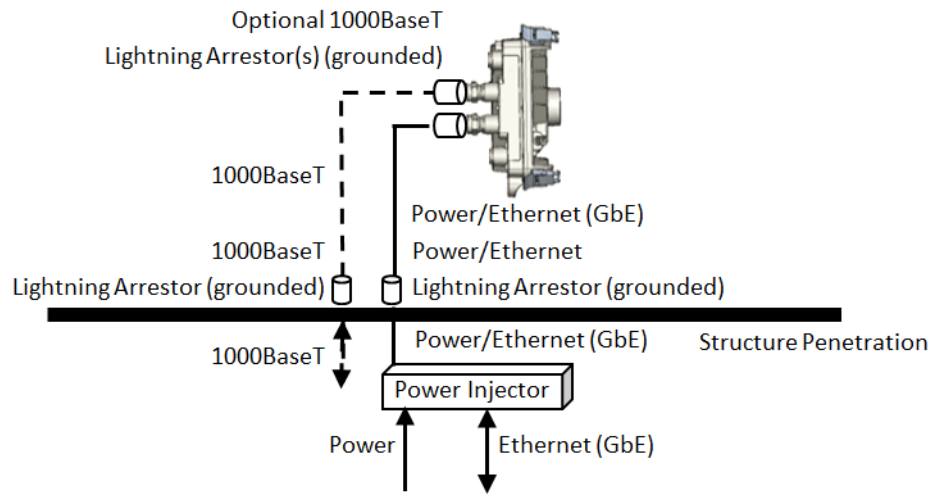 Optional 1000BaseT
Lightning Arrestor(s) (grounded)
1000BaseT
Power/Ethernet (GbE)
1000BaseT
Power/Ethernet
Lightning Arrestor (grounded)
Lightning Arrestor (grounded)
Power/Ethernet (GbE)
Structure Penetration
1000BaseT
Power Injector
Power
Ethernet (GbE)